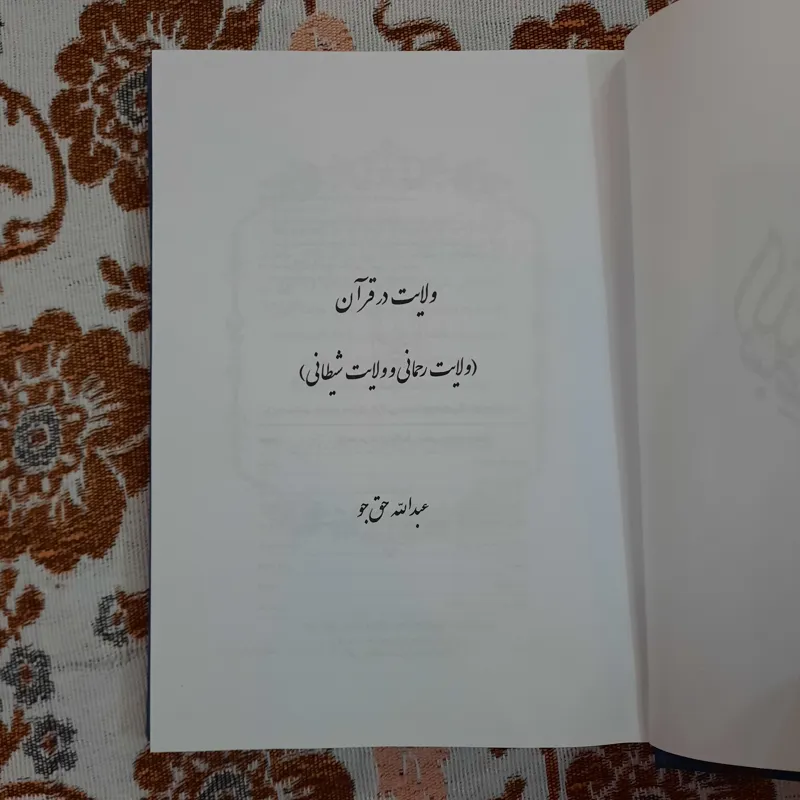 ولایت در قرآن
(ولایت رحمانی و ولایت شیطانی)
عبدالله حق جو